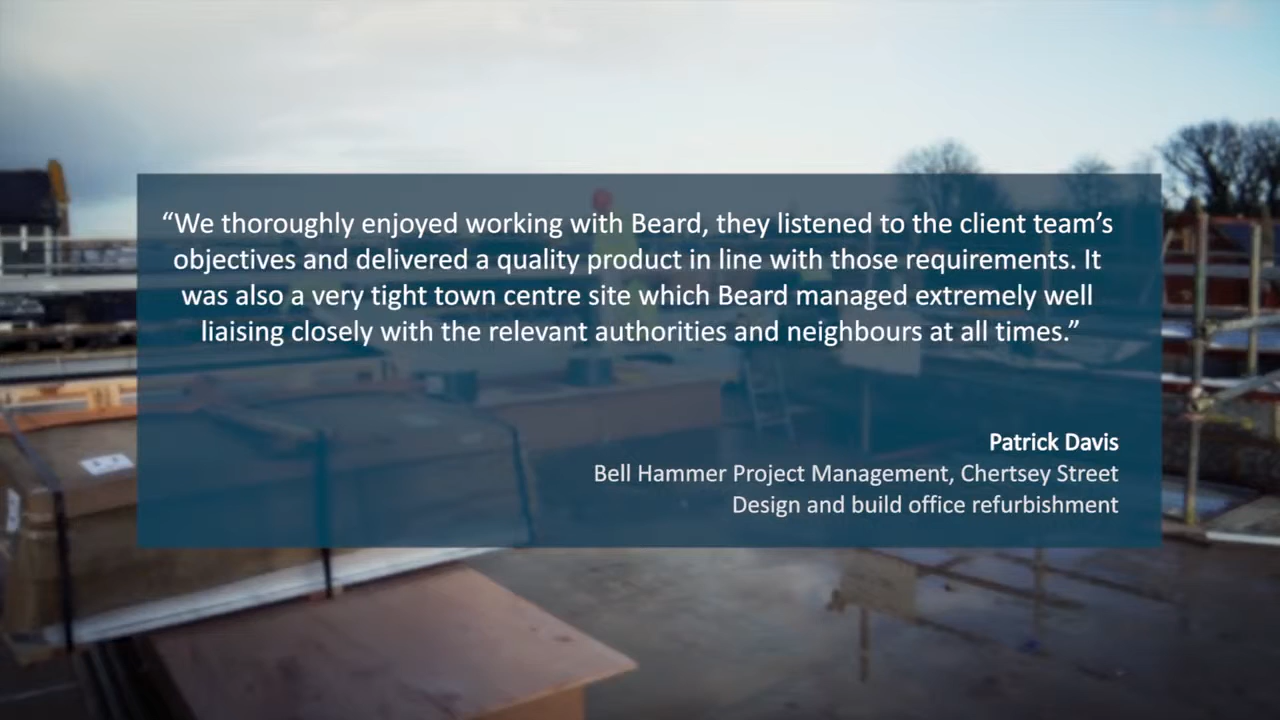 “We thoroughly enjoyed working with Beard, they listened to the client team’s
objectives and delivered a quality product in line with those requirements. It
was also a very tight town centre site which Beard managed extremely well
liaising closely with the relevant authorities and neighbours at all times.”
Patrick Davis
Bell Hammer Project Management, Chertsey Street
Design and build office refurbishment